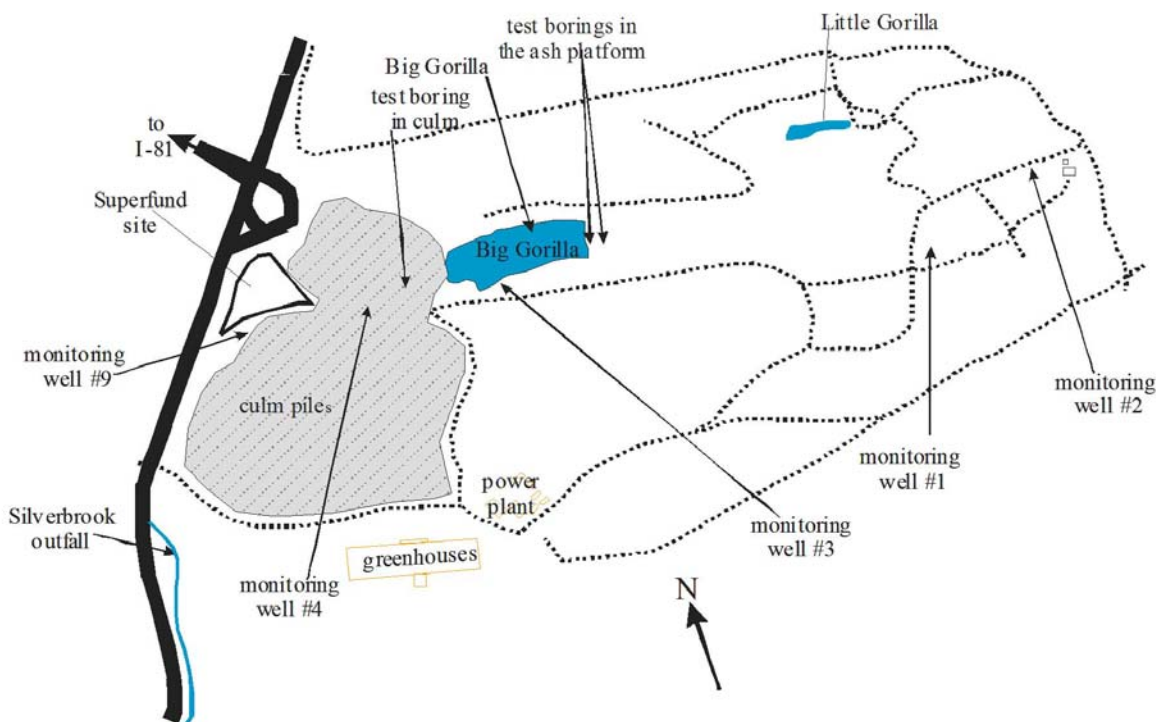 test borings in
the ash platform
Little Gorilla
Big Gorilla
test boring
in culm
to
I-81
Superfund
site
Big Gorilla
monitoring
well #9
culm piles
monitoring
well #2
monitoring
well #1
power
plant
monitoring
well #3
Silverbrook
outfall
greenhouses
monitoring
well #4
N